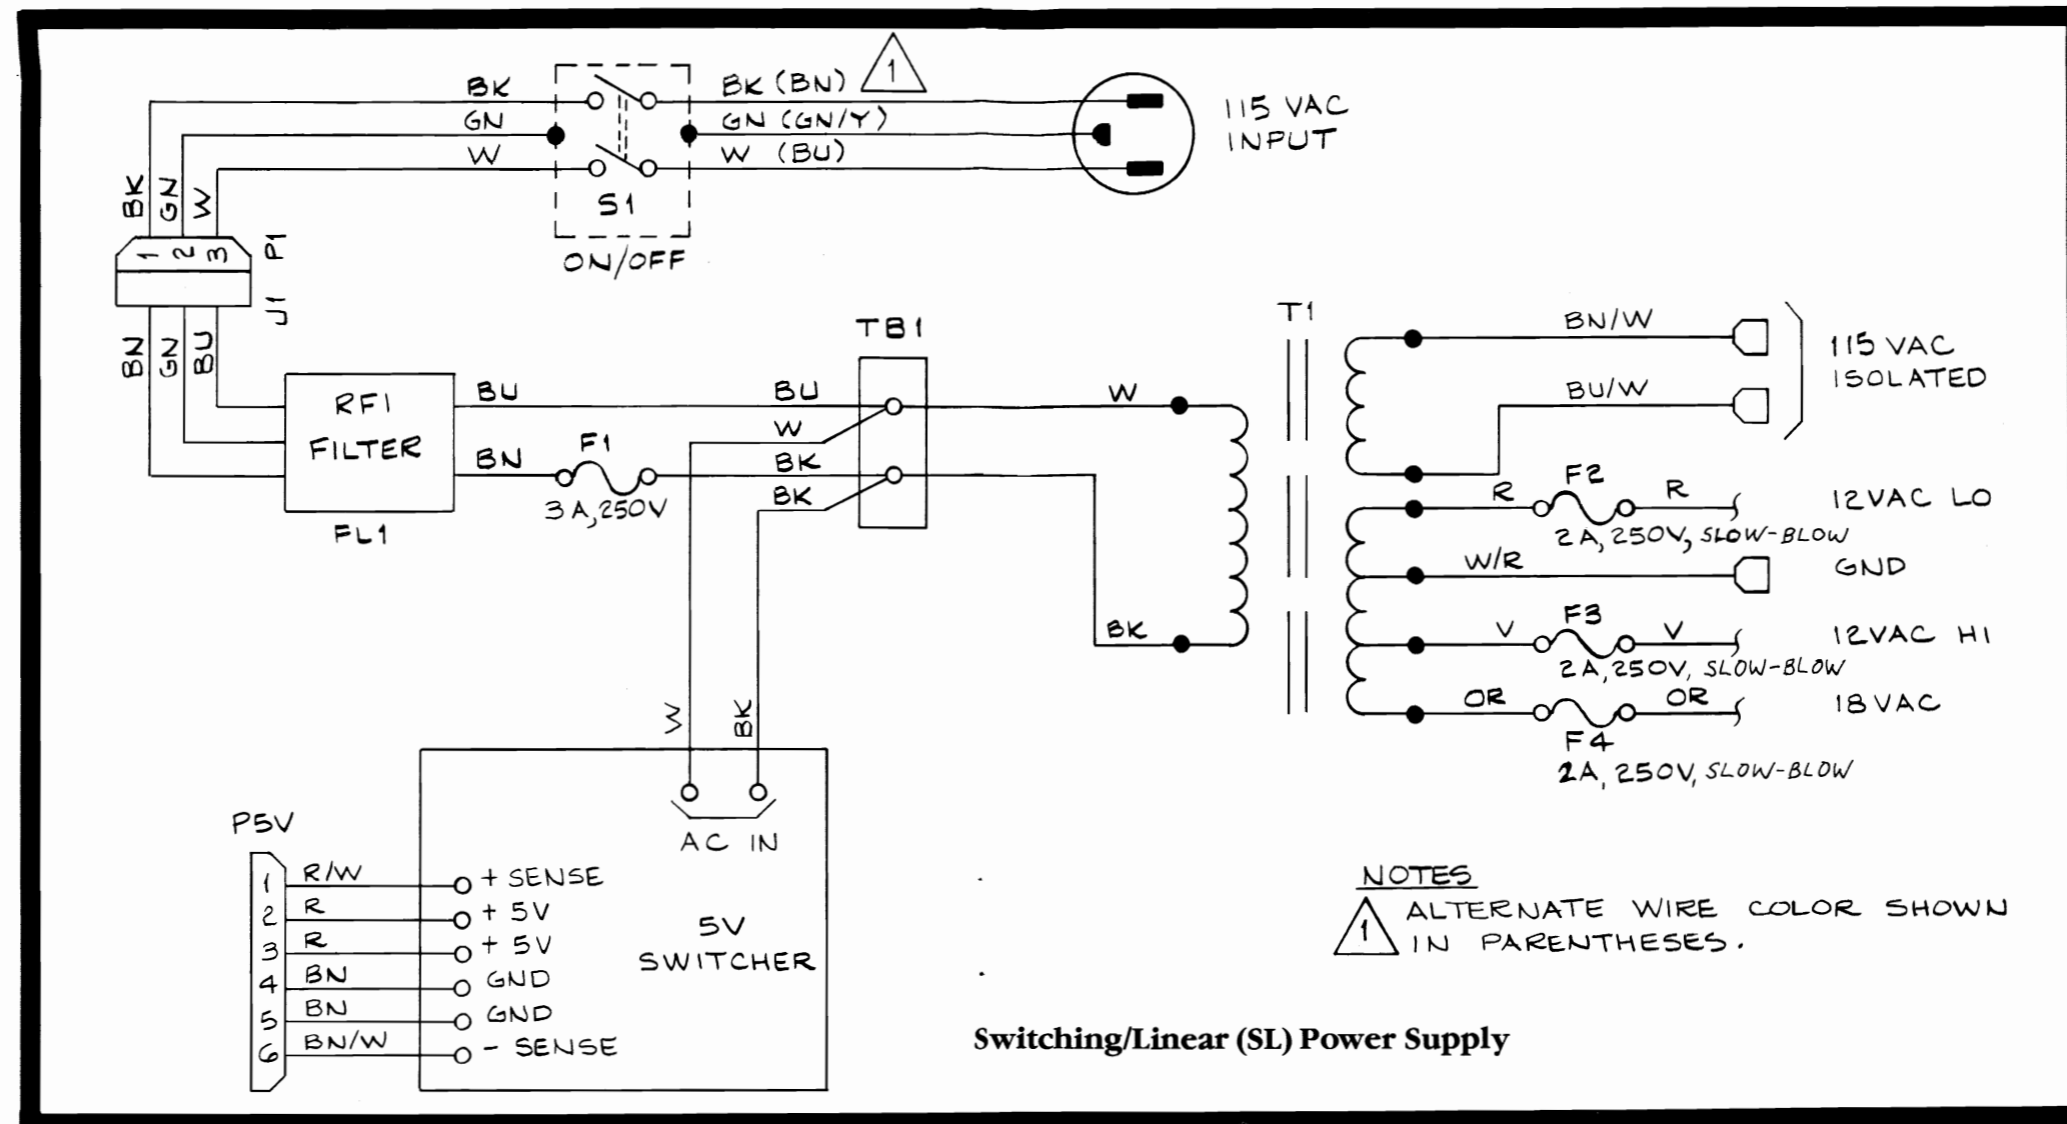 BK
BK (BN)
1
GN
GN (GN/Y)
W
W (BU)
115 VAC
INPUT
S1
ON/OFF
BK
GN
W
1
2
3
P1
J1
BN
GN
BU
RFI
FILTER
FL1
BU
BN
F1
3A, 250V
BU
W
BK
BK
TB1
W
BK
T1
BN/W
BU/W
115 VAC
ISOLATED
R
F2
R
12VAC LO
2A, 250V, SLOW-BLOW
W/R
GND
V
F3
V
12VAC HI
2A, 250V, SLOW-BLOW
OR
OR
18VAC
F4
2A, 250V, SLOW-BLOW
W
BK
AC IN
5V
SWITCHER
P5V
1 R/W + SENSE
2 R + 5V
3 R + 5V
4 BN GND
5 BN GND
6 BN/W - SENSE
NOTES
1 ALTERNATE WIRE COLOR SHOWN
IN PARENTHESES.
Switching/Linear (SL) Power Supply